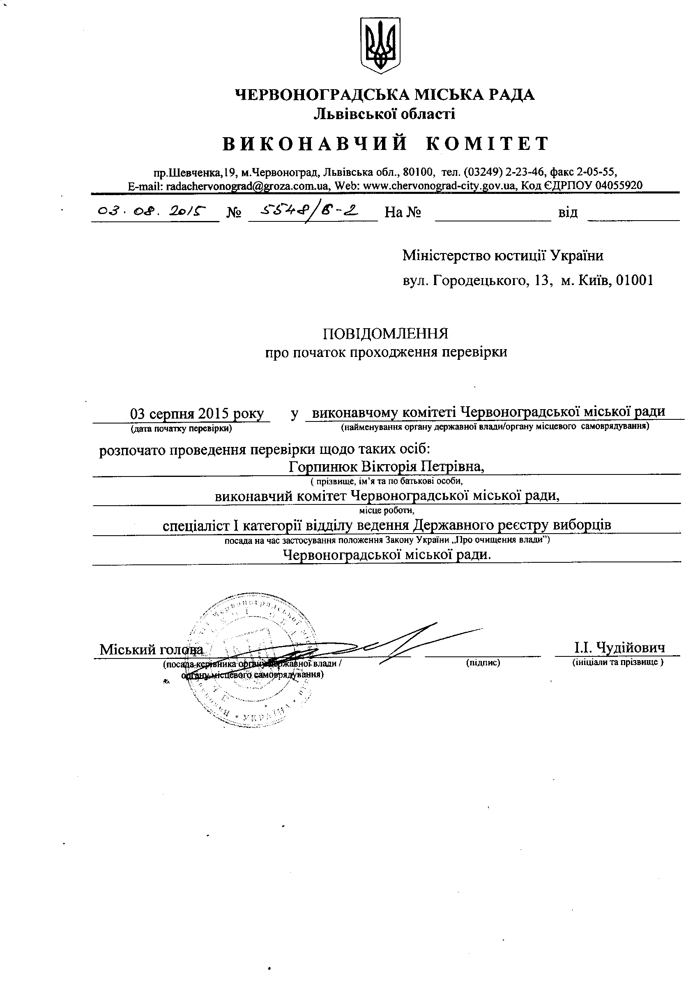 ЧЕРВОНОГРАДСЬКА МІСЬКА РАДА
Львівської області
ВИКОНАВЧИЙ КОМІТЕТ
пр.Шевченка,19, м.Червоноград, Львівська обл., 80100, тел. (03249) 2-23-46, факс 2-05-55,
E-mail: radachervonograd@groza.com.ua, Web: www.chervonograd-city.gov.ua, Код ЄДРПОУ 04055920
03.08.2015 № 5548/в-2 На № від
Міністерство юстиції України
вул. Городецького, 13, м. Київ, 01001
ПОВІДОМЛЕННЯ
про початок проходження перевірки
03 серпня 2015 року у виконавчому комітеті Червоноградської міської ради
(дата початку перевірки) (найменування органу державної влади/органу місцевого самоврядування)
розпочато проведення перевірки щодо таких осіб:
Горпинюк Вікторія Петрівна,
( прізвище, ім’я та по батькові особи,
виконавчий комітет Червоноградської міської ради,
місце роботи,
спеціаліст І категорії відділу ведення Державного реєстру виборців
посада на час застосування положення Закону України „Про очищення влади”)
Червоноградської міської ради.
Міський голова І.І. Чудійович
(посада керівника органу державної влади / (підпис) (ініціали та прізвище )
органу місцевого самоврядування)
Червоноградської
* УКРАЇНА *